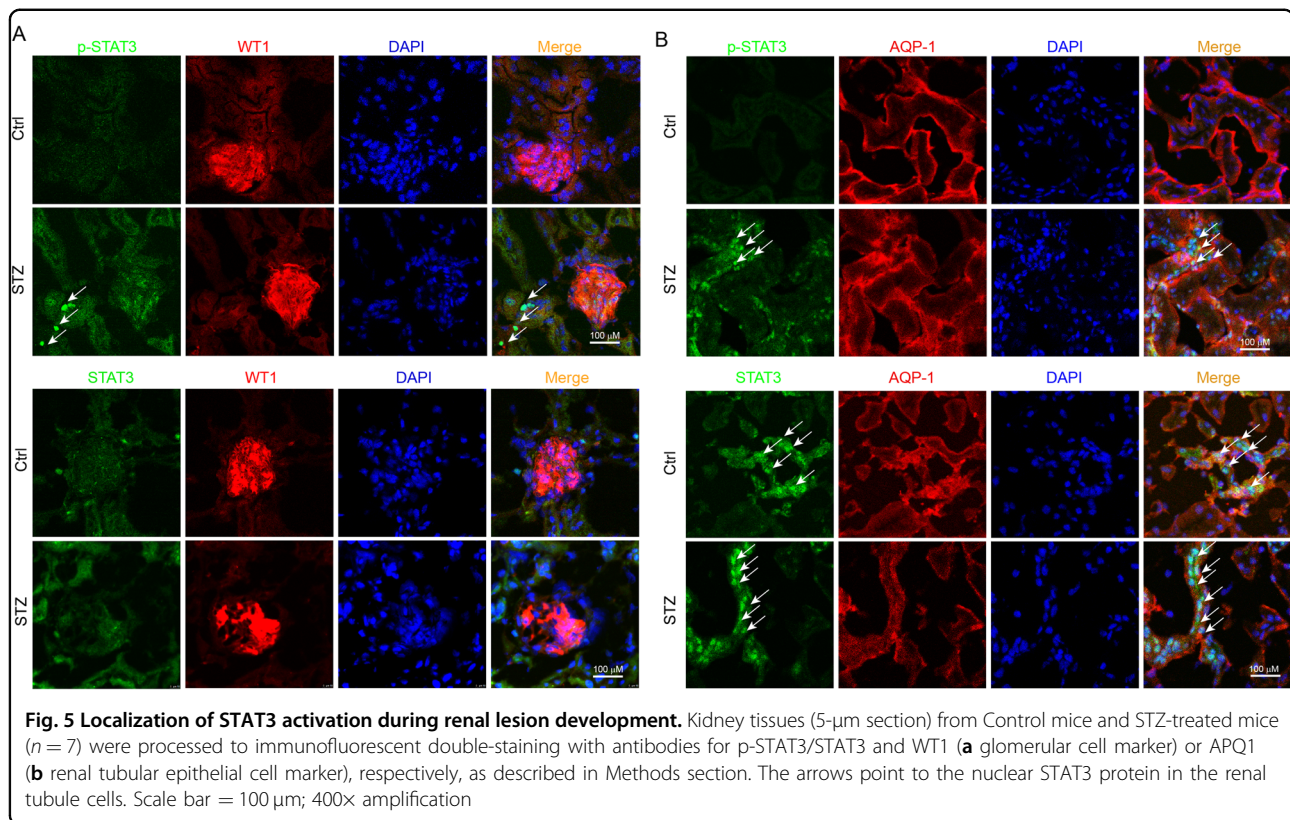 A
p-STAT3 WT1 DAPI Merge
Ctrl
STZ
100 μM
STAT3 WT1 DAPI Merge
Ctrl
STZ
100 μM
B
p-STAT3 AQP-1 DAPI Merge
Ctrl
STZ
100 μM
STAT3 AQP-1 DAPI Merge
Ctrl
STZ
100 μM
Fig. 5 Localization of STAT3 activation during renal lesion development. Kidney tissues (5-μm section) from Control mice and STZ-treated mice
(n = 7) were processed to immunofluorescent double-staining with antibodies for p-STAT3/STAT3 and WT1 (a glomerular cell marker) or APQ1
(b renal tubular epithelial cell marker), respectively, as described in Methods section. The arrows point to the nuclear STAT3 protein in the renal
tubule cells. Scale bar = 100 μm; 400× amplification